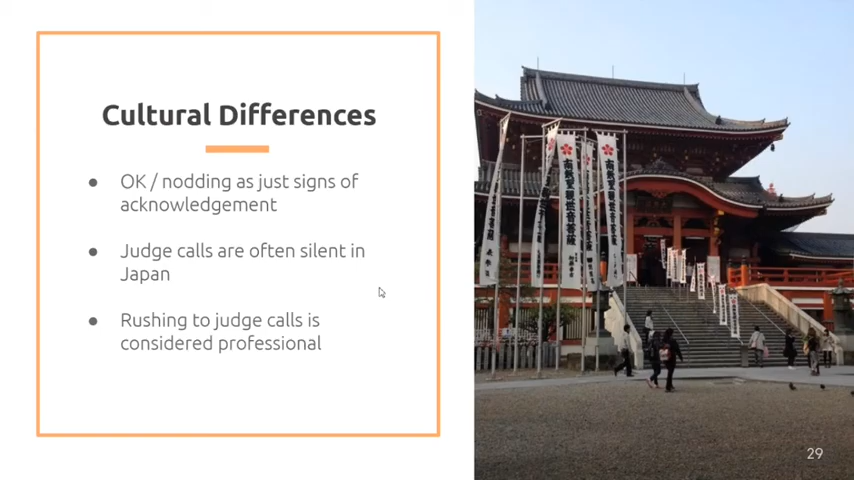 Cultural Differences
● OK / nodding as just signs of
acknowledgement
● Judge calls are often silent in
Japan
● Rushing to judge calls is
considered professional
29